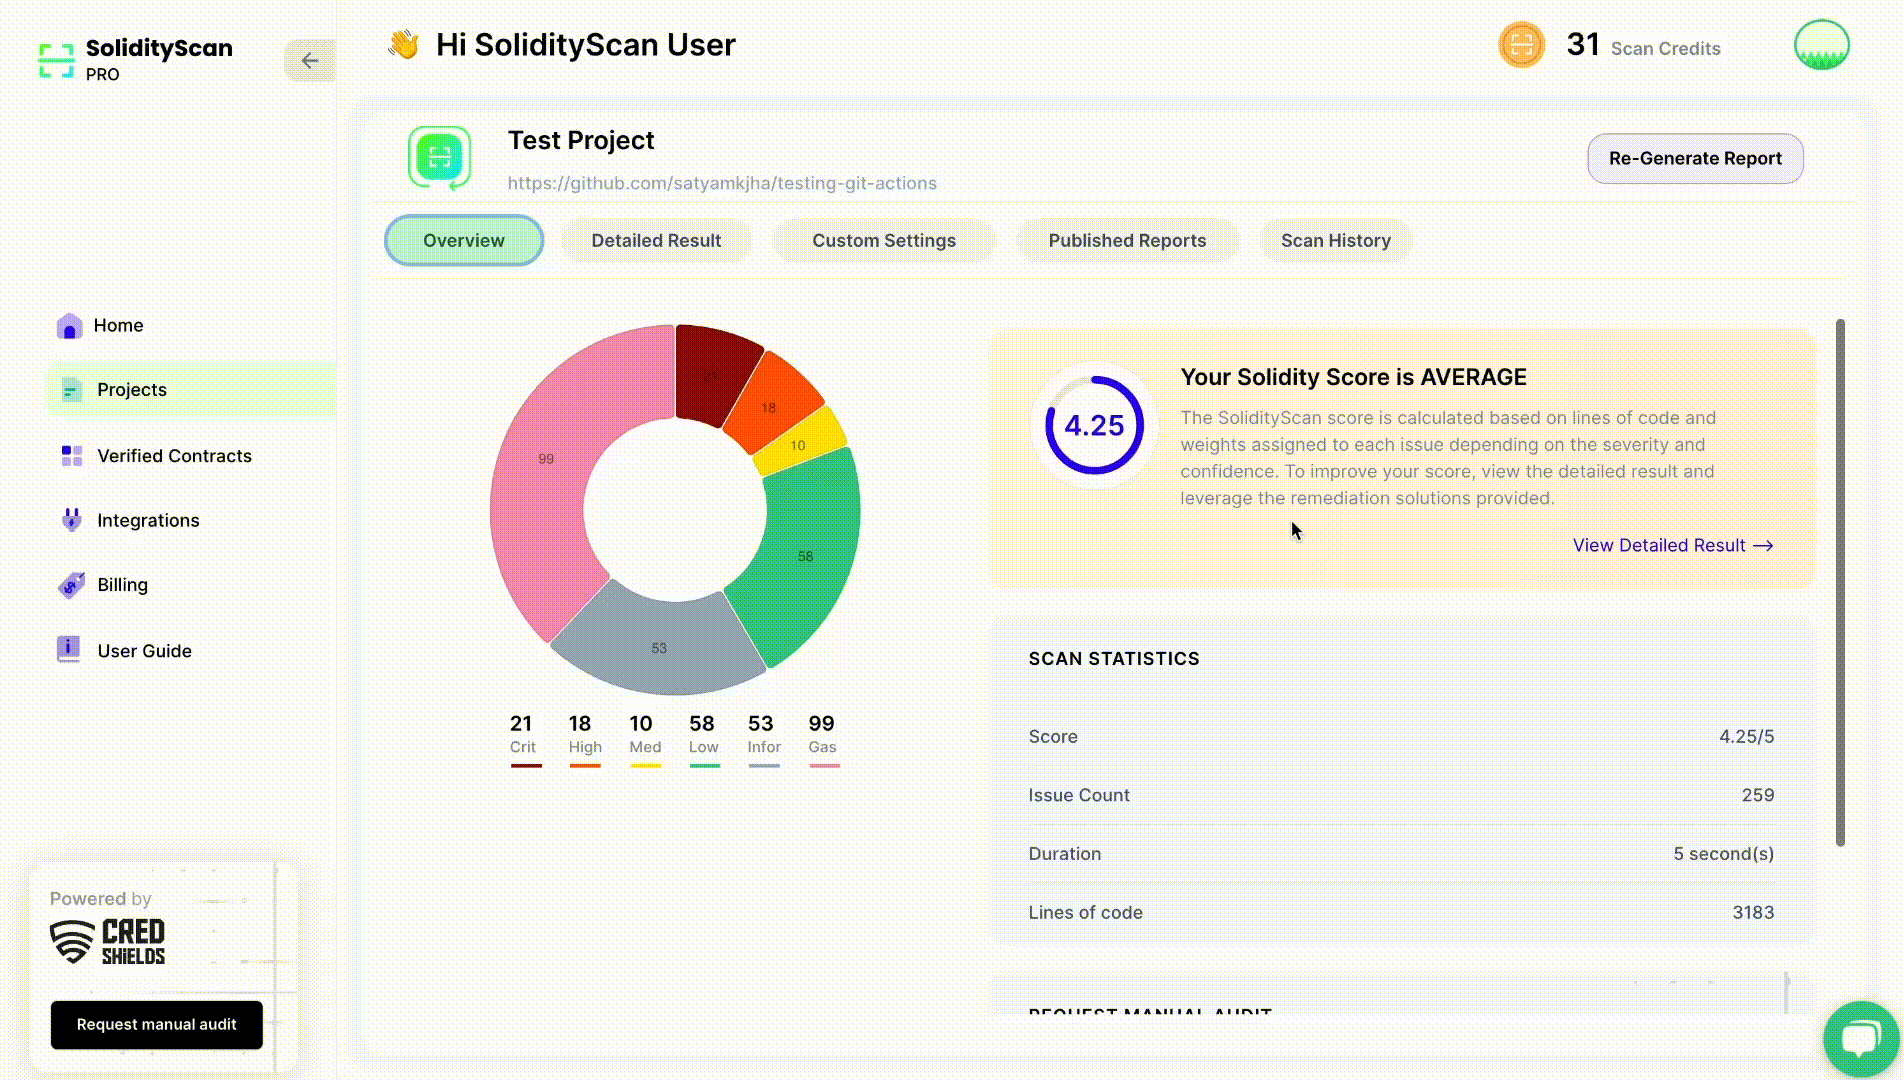 SolidityScan
PRO
Hi SolidityScan User
31 Scan Credits
Test Project
https://github.com/satyamkjha/testing-git-actions
Re-Generate Report
Overview
Detailed Result
Custom Settings
Published Reports
Scan History
Home
Projects
Verified Contracts
Integrations
Billing
User Guide
21
18
10
99
58
53
21 18 10 58 53 99
Crit High Med Low Infor Gas
4.25
Your Solidity Score is AVERAGE
The SolidityScan score is calculated based on lines of code and
weights assigned to each issue depending on the severity and
confidence. To improve your score, view the detailed result and
leverage the remediation solutions provided.
View Detailed Result →
SCAN STATISTICS
Score 4.25/5
Issue Count 259
Duration 5 second(s)
Lines of code 3183
REQUEST MANUAL AUDIT
Powered by
CRED
SHiELDS
Request manual audit